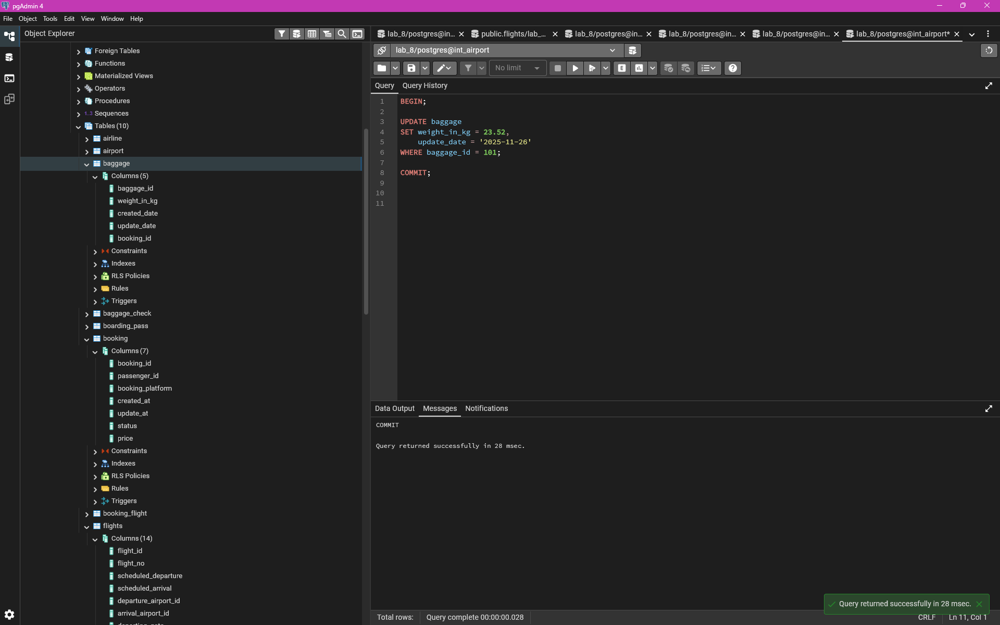 pgAdmin 4
File Object Tools Edit View Window Help
Object Explorer
Foreign Tables
Functions
Materialized Views
Operators
Procedures
1..3 Sequences
Tables (10)
airline
airport
baggage
Columns (5)
baggage_id
weight_in_kg
created_date
update_date
booking_id
Constraints
Indexes
RLS Policies
Rules
Triggers
baggage_check
boarding_pass
booking
Columns (7)
booking_id
passenger_id
booking_platform
created_at
update_at
status
price
Constraints
Indexes
RLS Policies
Rules
Triggers
booking_flight
flights
Columns (14)
flight_id
flight_no
scheduled_departure
scheduled_arrival
departure_airport_id
arrival_airport_id
lab_8/postgres@in... public.flights/lab_... lab_8/postgres@in... lab_8/postgres@in... lab_8/postgres@in... lab_8/postgres@int_airport*
lab_8/postgres@int_airport
No limit E
Query Query History
1 BEGIN;
2
3 UPDATE baggage
4 SET weight_in_kg = 23.52,
5 update_date = '2025-11-26'
6 WHERE baggage_id = 101;
7
8 COMMIT;
9
10
11
Data Output Messages Notifications
COMMIT
Query returned successfully in 28 msec.
Query returned successfully in 28 msec.
Total rows: Query complete 00:00:00.028 CRLF Ln 11, Col 1